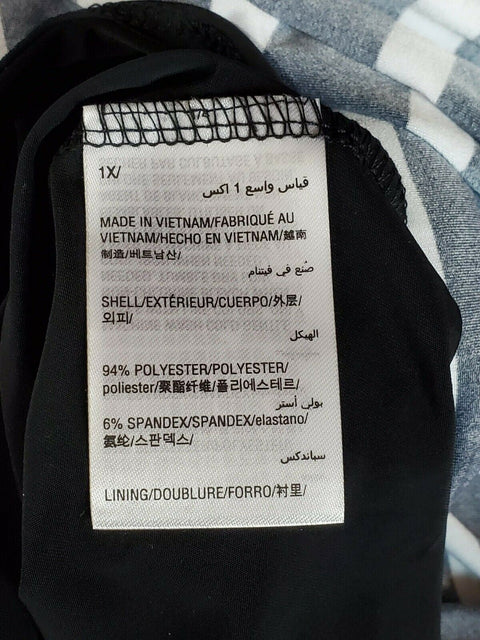 1X/
قياس واسع 1 اكس
MADE IN VIETNAM/FABRIQUÉ AU
VIETNAM/HECHO EN VIETNAM/越南
制造/베트남산/
صُنع في فيتنام
SHELL/EXTÉRIEUR/CUERPO/外层/
외피/
الهيكل
94% POLYESTER/POLYESTER/
poliester/聚酯纤维/폴리에스테르/
بولي أستر
6% SPANDEX/SPANDEX/elastano/
氨纶/스판덱스/
سباندكس
LINING/DOUBLURE/FORRO/衬里/